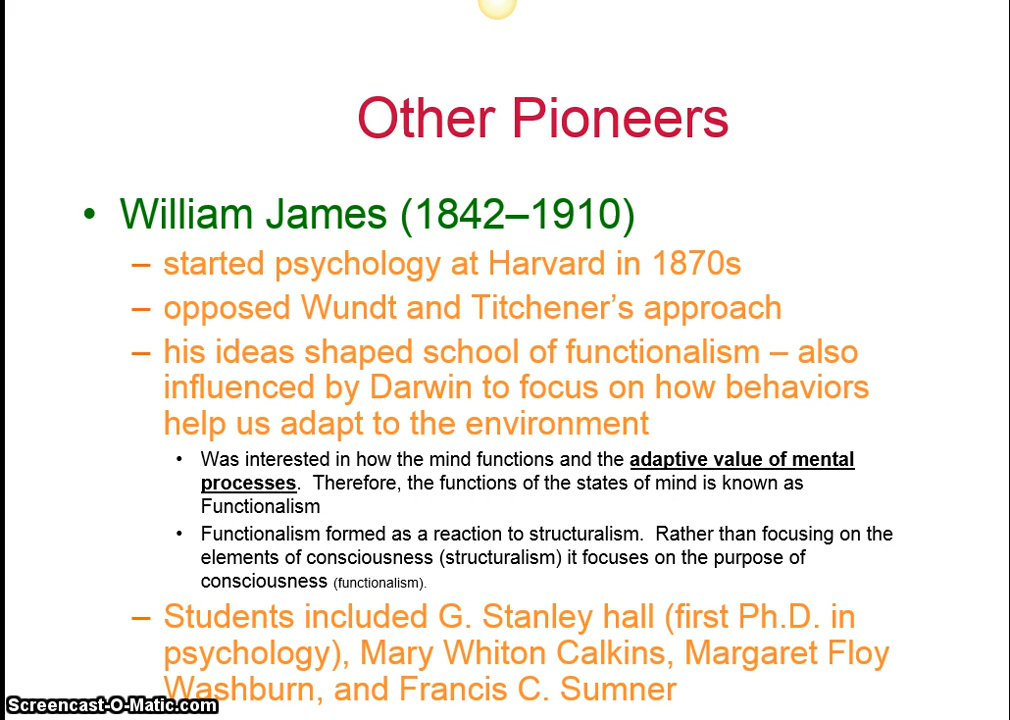 Other Pioneers
• William James (1842–1910)
– started psychology at Harvard in 1870s
– opposed Wundt and Titchener's approach
– his ideas shaped school of functionalism – also
influenced by Darwin to focus on how behaviors
help us adapt to the environment
• Was interested in how the mind functions and the adaptive value of mental
processes. Therefore, the functions of the states of mind is known as
Functionalism
• Functionalism formed as a reaction to structuralism. Rather than focusing on the
elements of consciousness (structuralism) it focuses on the purpose of
consciousness (functionalism).
– Students included G. Stanley hall (first Ph.D. in
psychology), Mary Whiton Calkins, Margaret Floy
Washburn, and Francis C. Sumner
Screencast-O-Matic.com